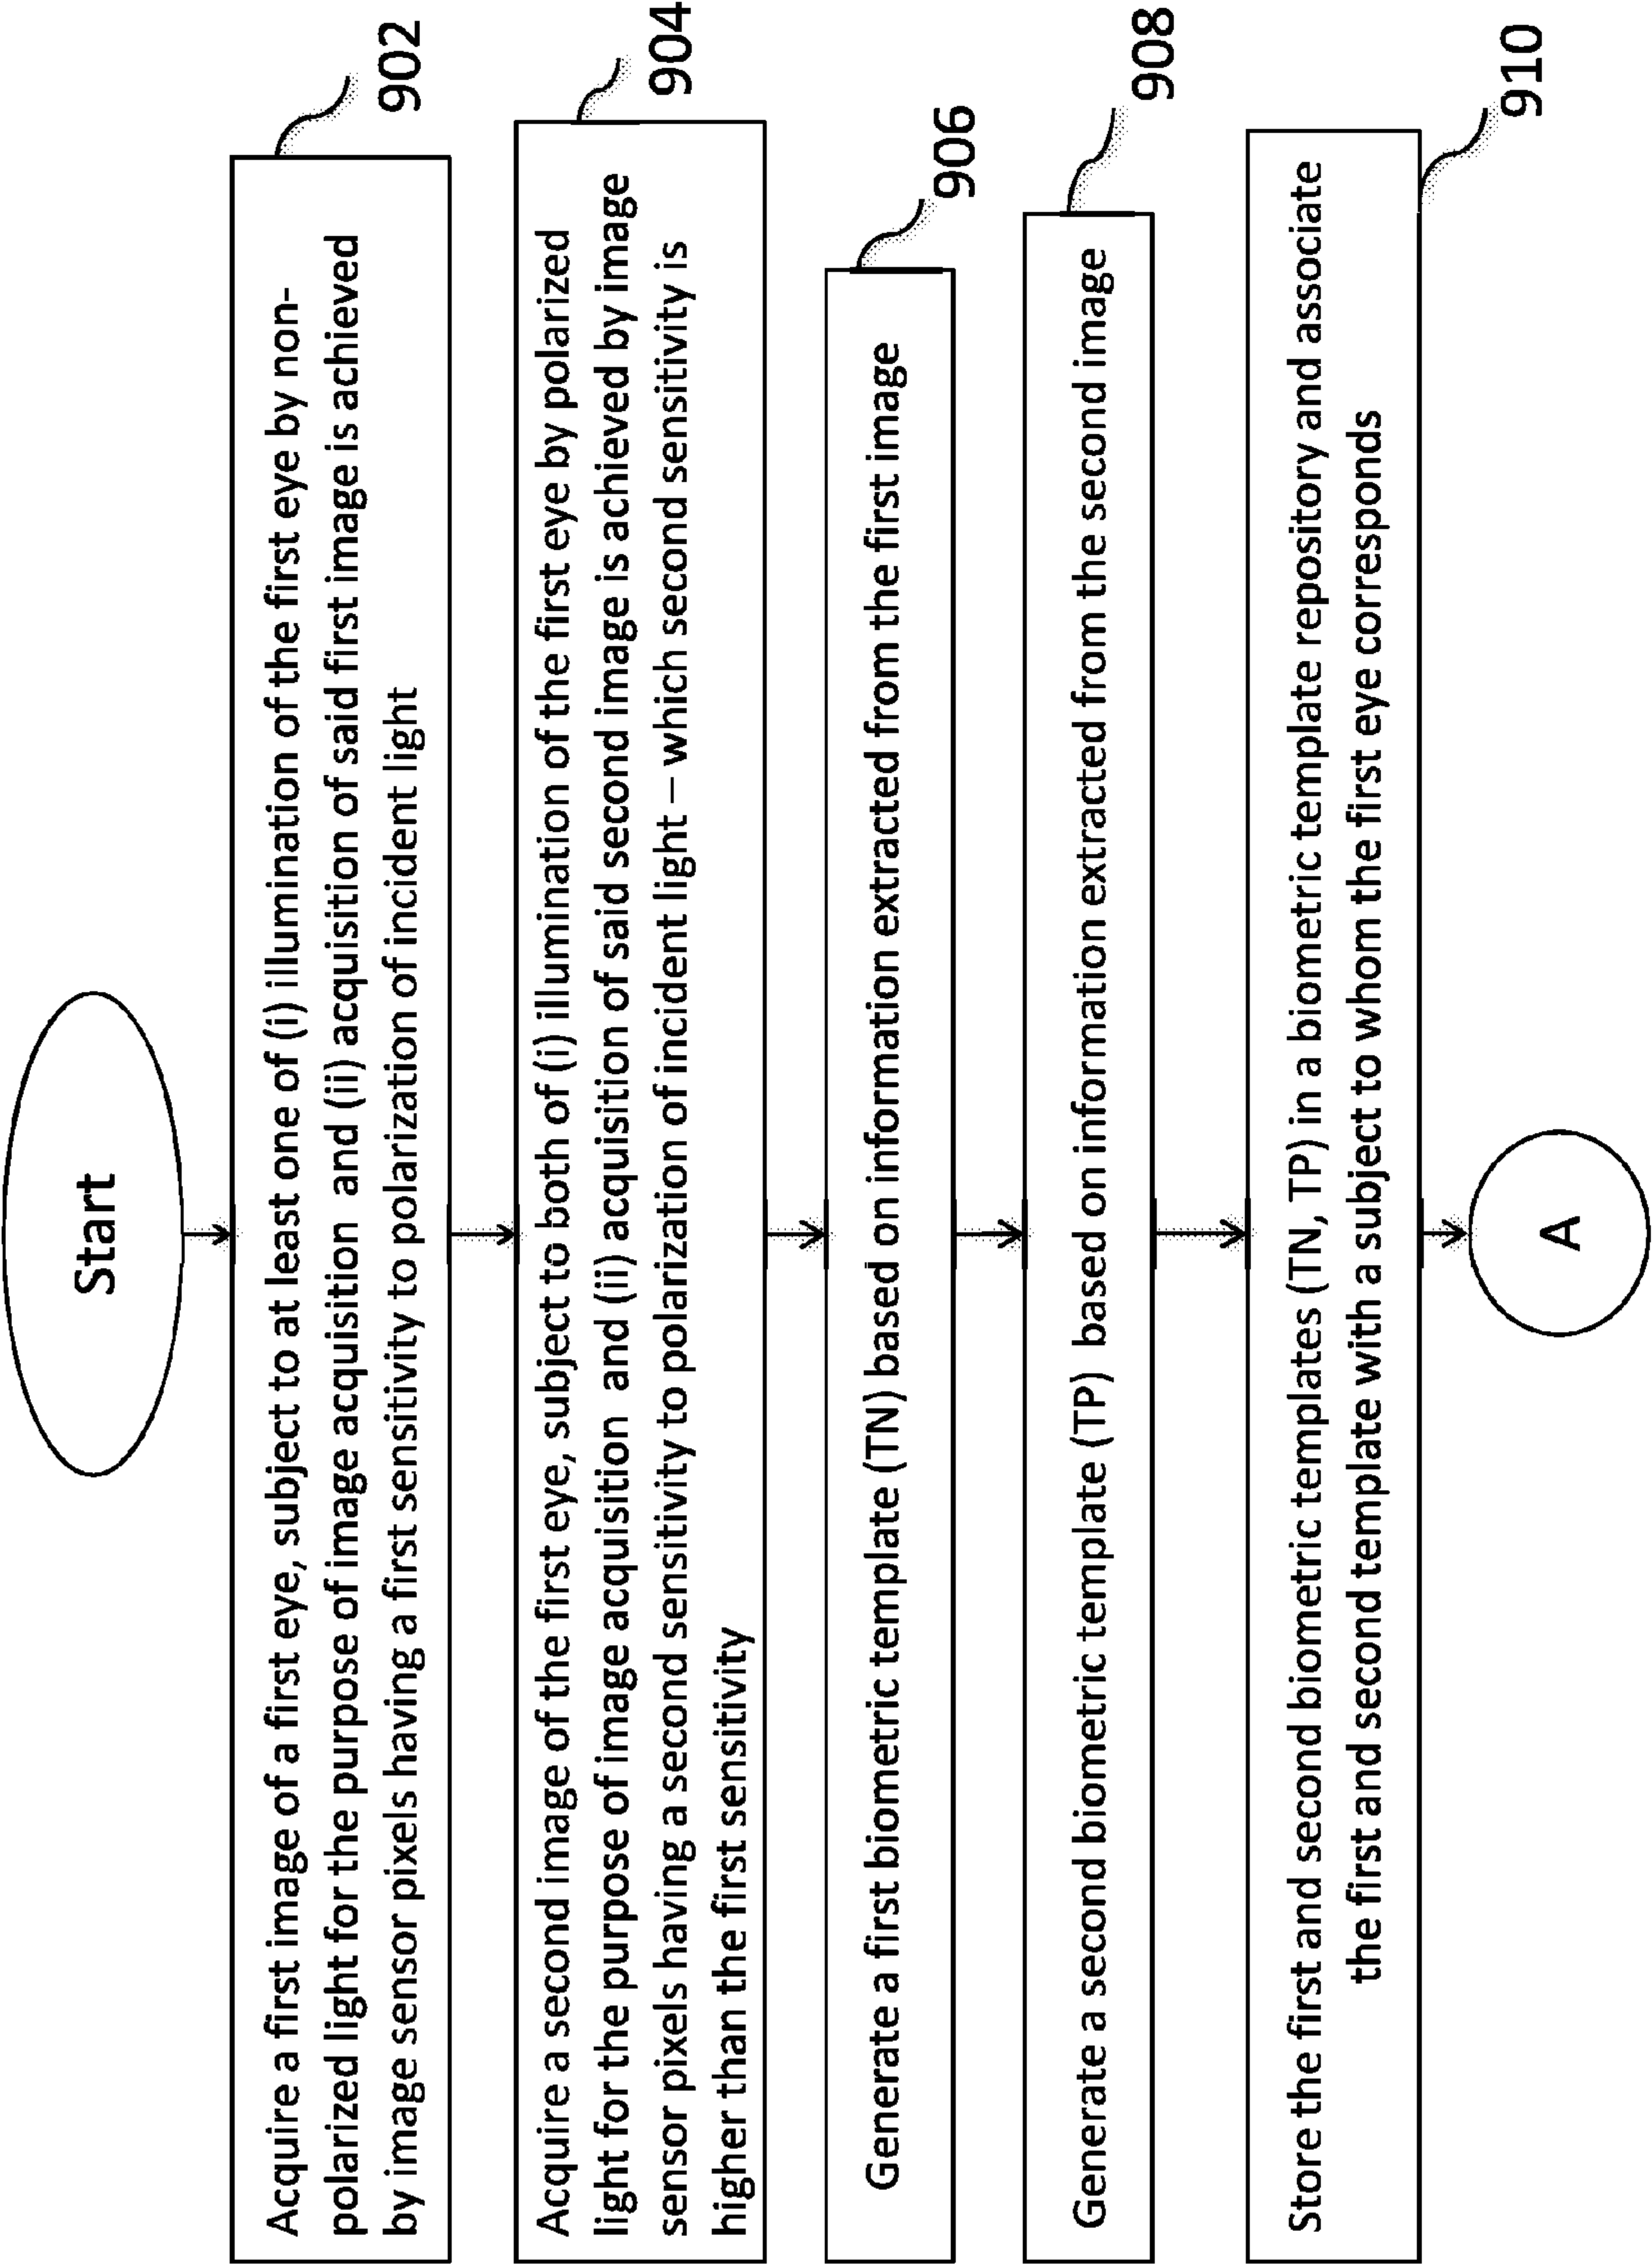 Start
Acquire a first image of a first eye, subject to at least one of (i) illumination of the first eye by non-
polarized light for the purpose of image acquisition and (ii) acquisition of said first image is achieved
by image sensor pixels having a first sensitivity to polarization of incident light
902
Acquire a second image of the first eye, subject to both of (i) illumination of the first eye by polarized
light for the purpose of image acquisition and (ii) acquisition of said second image is achieved by image
sensor pixels having a second sensitivity to polarization of incident light – which second sensitivity is
higher than the first sensitivity
904
Generate a first biometric template (TN) based on information extracted from the first image
906
Generate a second biometric template (TP) based on information extracted from the second image
908
Store the first and second biometric templates (TN, TP) in a biometric template repository and associate
the first and second template with a subject to whom the first eye corresponds
910
A